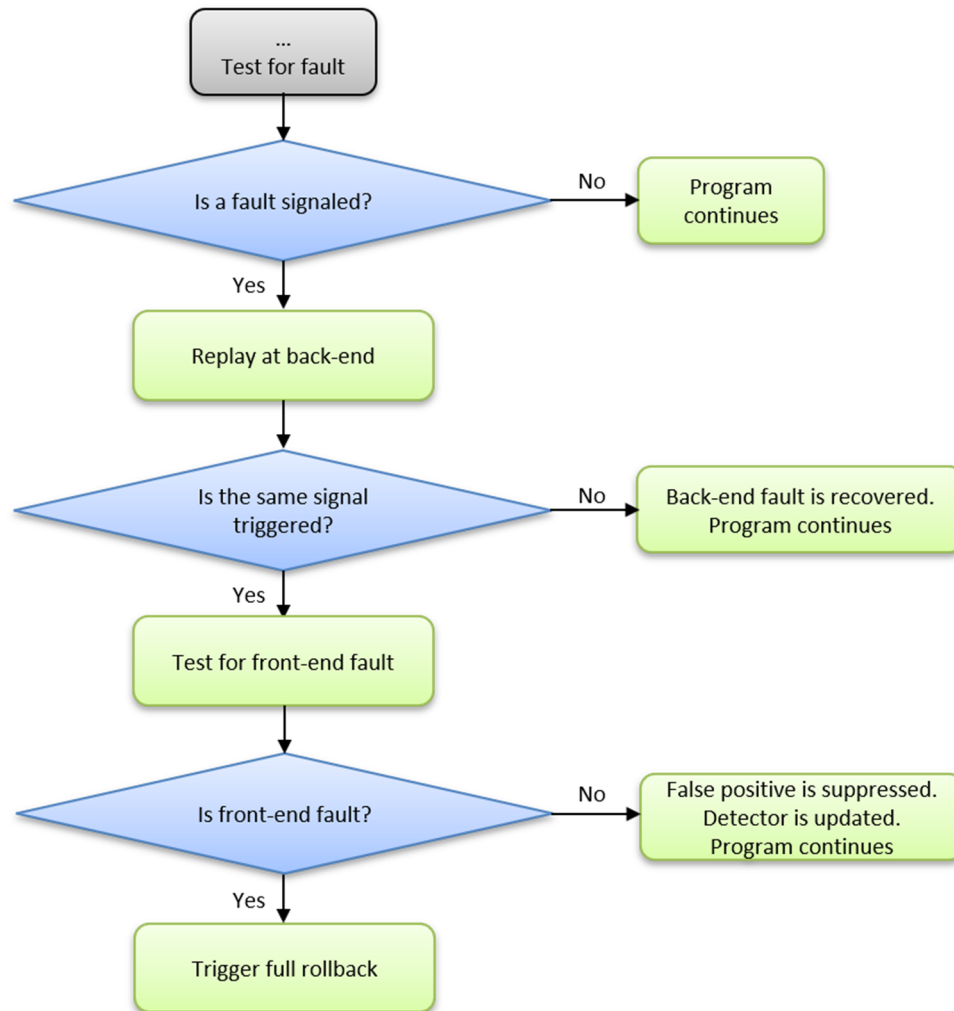 ...
Test for fault
Is a fault signaled?
No
Program
continues
Yes
Replay at back-end
Is the same signal
triggered?
No
Back-end fault is recovered.
Program continues
Yes
Test for front-end fault
Is front-end fault?
No
False positive is suppressed.
Detector is updated.
Program continues
Yes
Trigger full rollback